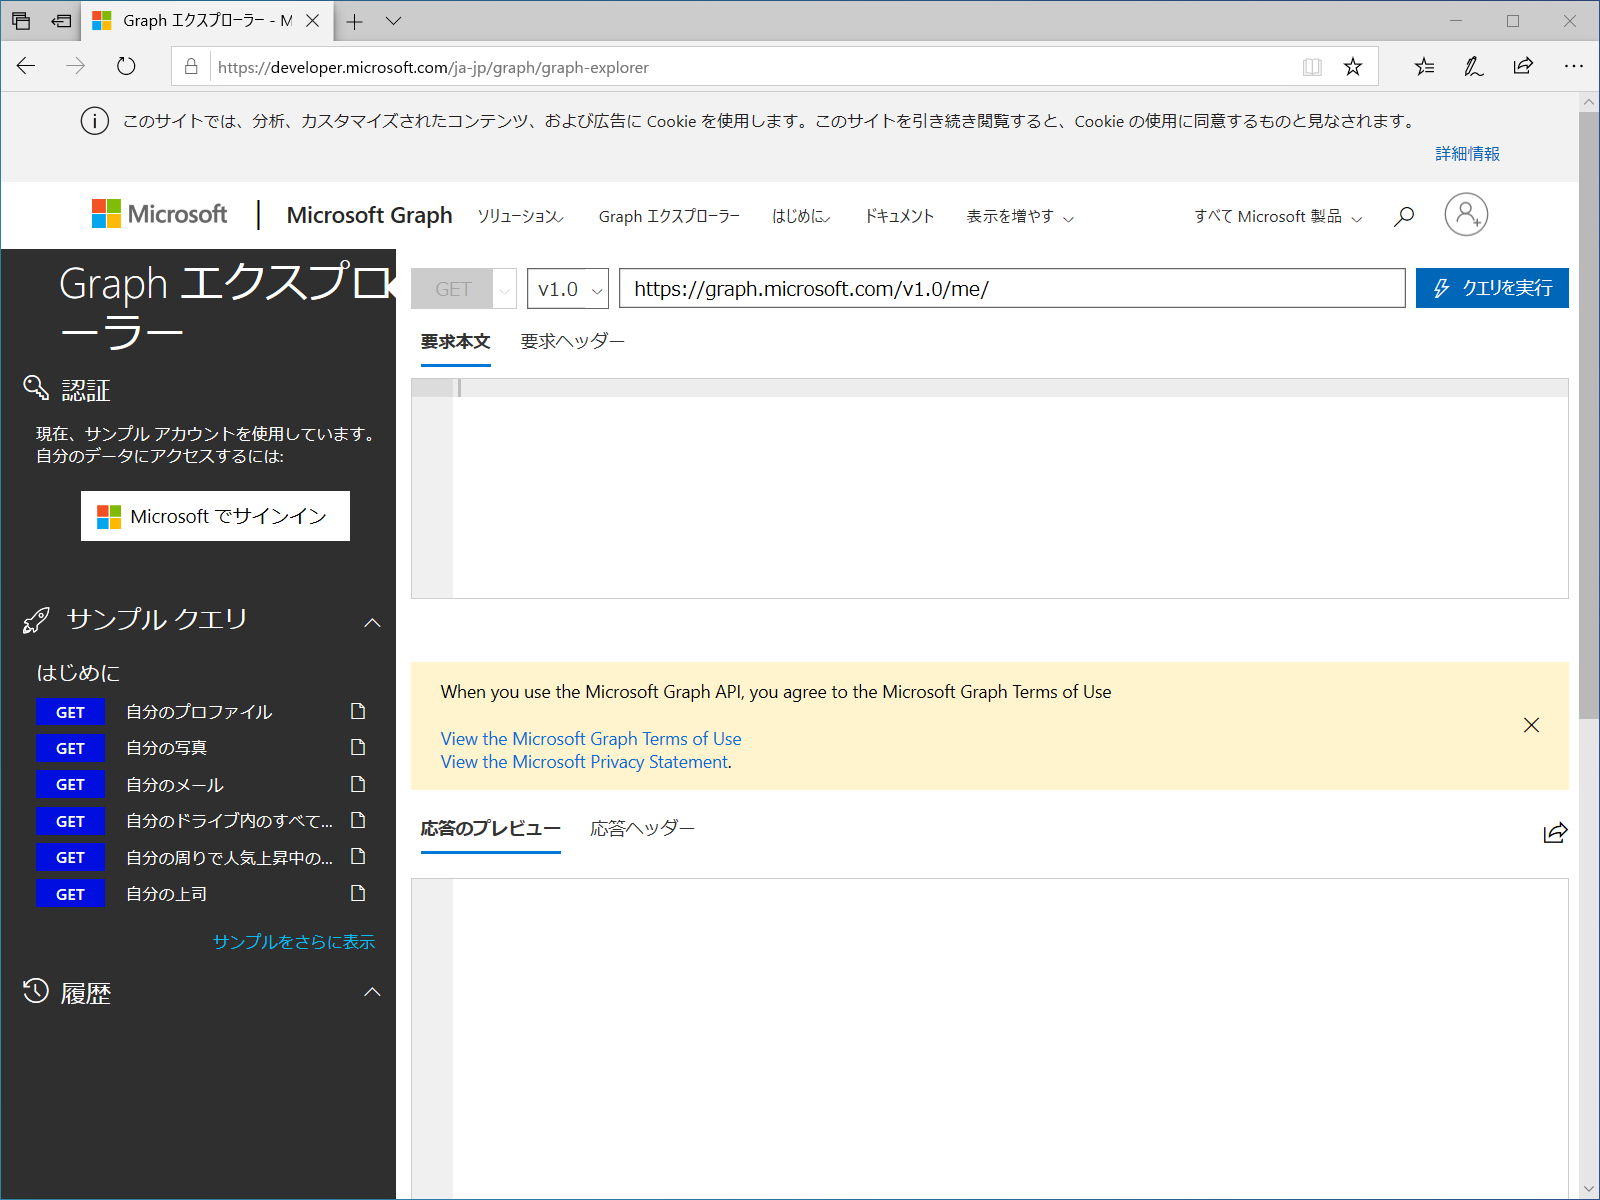 Graph エクスプローラー - M
https://developer.microsoft.com/ja-jp/graph/graph-explorer
このサイトでは、分析、カスタマイズされたコンテンツ、および広告に Cookie を使用します。このサイトを引き続き閲覧すると、Cookie の使用に同意するものと見なされます。
詳細情報
Microsoft
Microsoft Graph
ソリューション
Graph エクスプローラー
はじめに
ドキュメント
表示を増やす
すべて Microsoft 製品
Graph エクスプロ
ーラー
認証
現在、サンプル アカウントを使用しています。
自分のデータにアクセスするには:
Microsoft でサインイン
サンプル クエリ
はじめに
GET 自分のプロファイル
GET 自分の写真
GET 自分のメール
GET 自分のドライブ内のすべて...
GET 自分の周りで人気上昇中の...
GET 自分の上司
サンプルをさらに表示
履歴
GET
v1.0
https://graph.microsoft.com/v1.0/me/
クエリを実行
要求本文
要求ヘッダー
When you use the Microsoft Graph API, you agree to the Microsoft Graph Terms of Use
View the Microsoft Graph Terms of Use
View the Microsoft Privacy Statement.
応答のプレビュー
応答ヘッダー